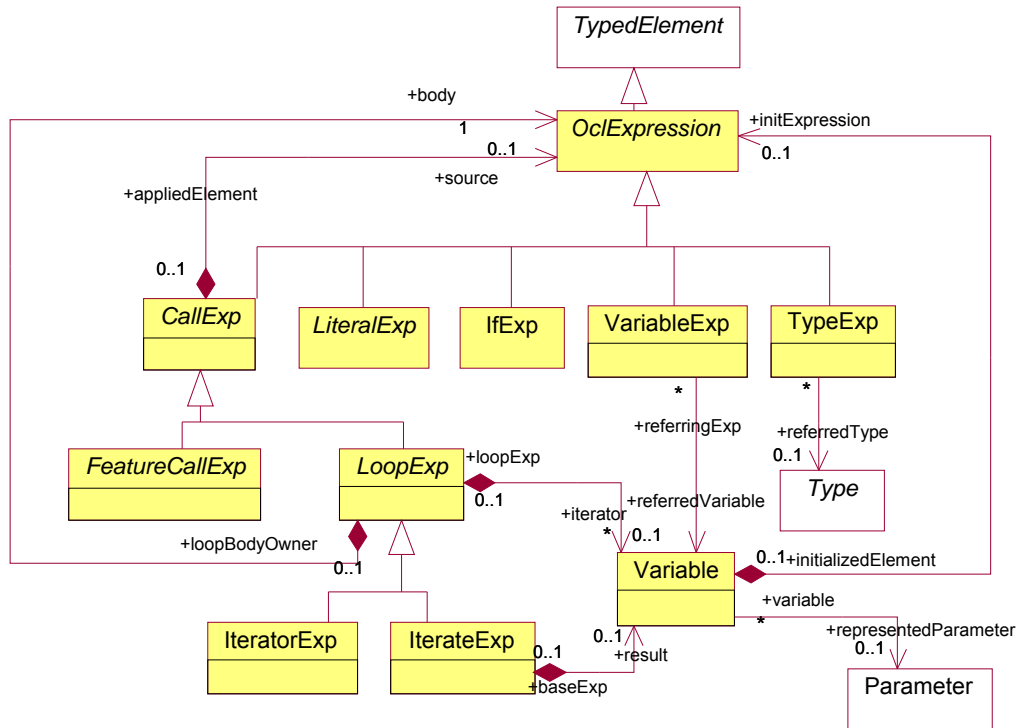 TypedElement
+body
1
OclExpression
+initExpression
0..1
0..1
+source
+appliedElement
0..1
CallExp
LiteralExp
IfExp
VariableExp
TypeExp
*
*
+referringExp
+referredType
0..1
FeatureCallExp
LoopExp
+loopExp
0..1
Type
+referredVariable
+iterator
*
0..1
+loopBodyOwner
0..1
Variable
0..1
+initializedElement
+variable
*
+representedParameter
0..1
IteratorExp
IterateExp
0..1
+baseExp
0..1
+result
Parameter